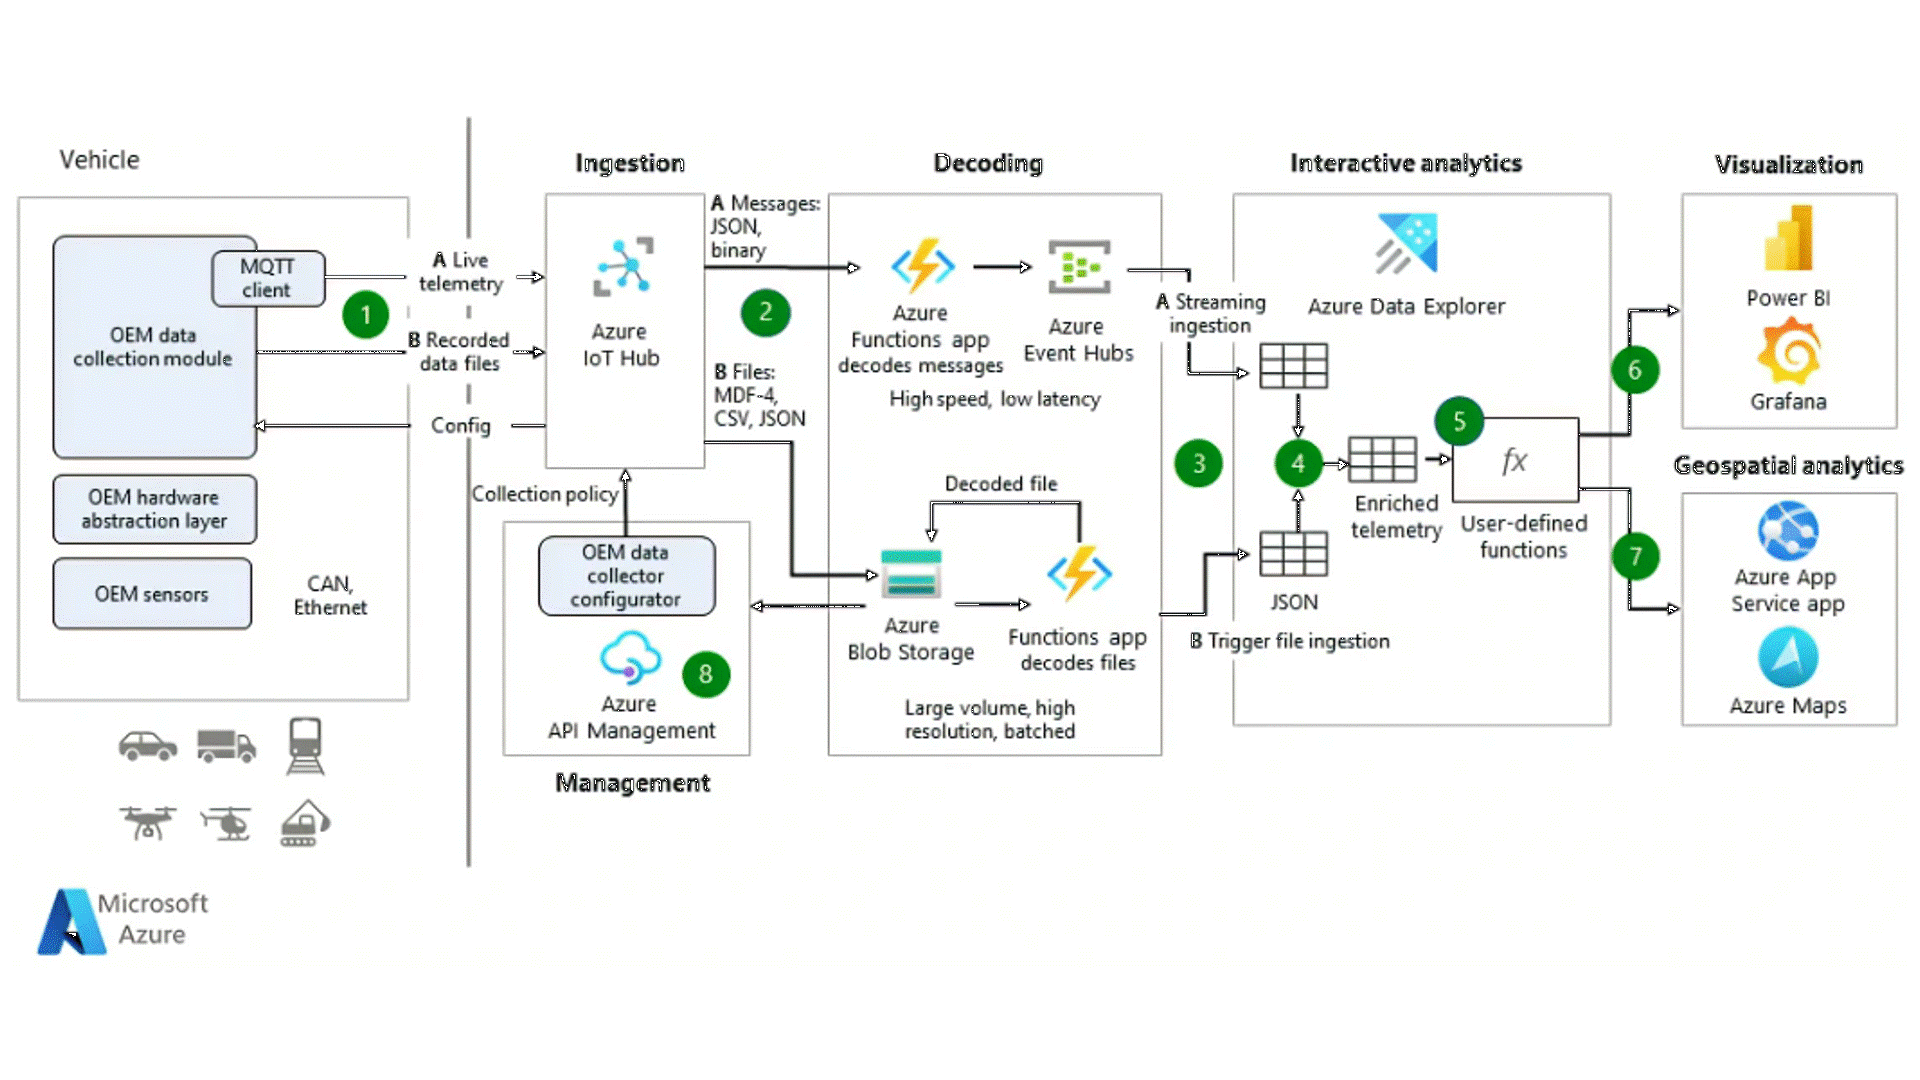 Vehicle
MQTT
client
OEM data
collection module
OEM hardware
abstraction layer
OEM sensors
CAN,
Ethernet
1
A Live
telemetry
B Recorded
data files
Config
Ingestion
Azure
IoT Hub
Collection policy
OEM data
collector
configurator
Azure
API Management
8
Management
A Messages:
JSON,
binary
2
B Files:
MDF-4,
CSV, JSON
Decoding
Azure
Functions app
decodes messages
Azure
Event Hubs
High speed, low latency
Decoded file
Azure
Blob Storage
Functions app
decodes files
Large volume, high
resolution, batched
A Streaming
ingestion
3
B Trigger file ingestion
Interactive analytics
Azure Data Explorer
4
JSON
Enriched
telemetry
5
fx
User-defined
functions
6
7
Visualization
Power BI
Grafana
Geospatial analytics
Azure App
Service app
Azure Maps
Microsoft
Azure